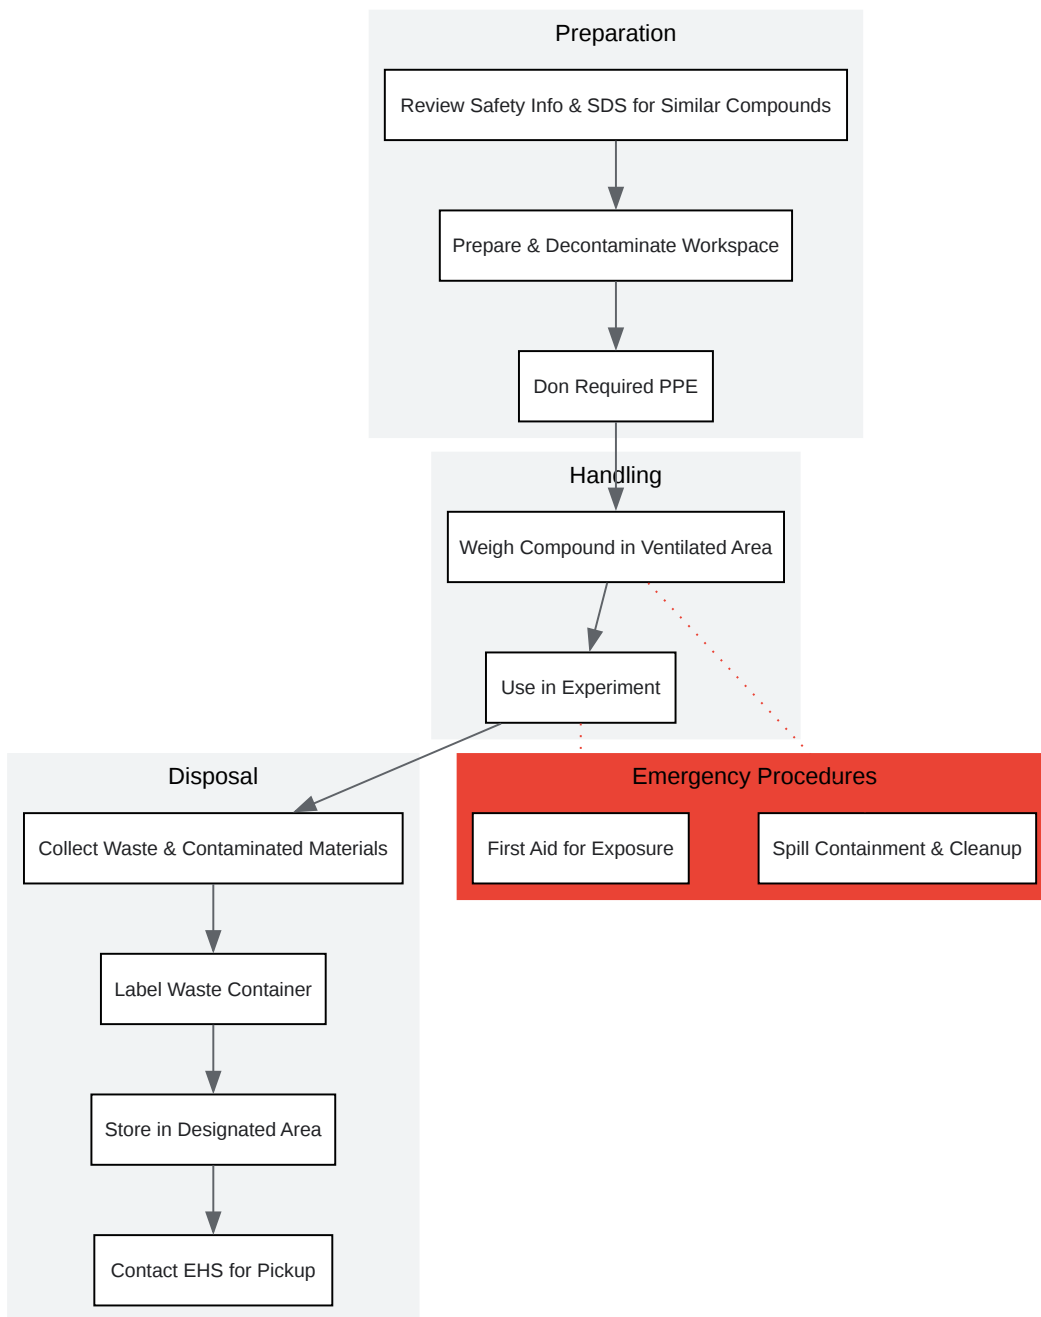 Preparation
Review Safety Info & SDS for Similar Compounds
Prepare & Decontaminate Workspace
Don Required PPE
Handling
Weigh Compound in Ventilated Area
Use in Experiment
Disposal
Collect Waste & Contaminated Materials
Label Waste Container
Store in Designated Area
Contact EHS for Pickup
Emergency Procedures
First Aid for Exposure
Spill Containment & Cleanup